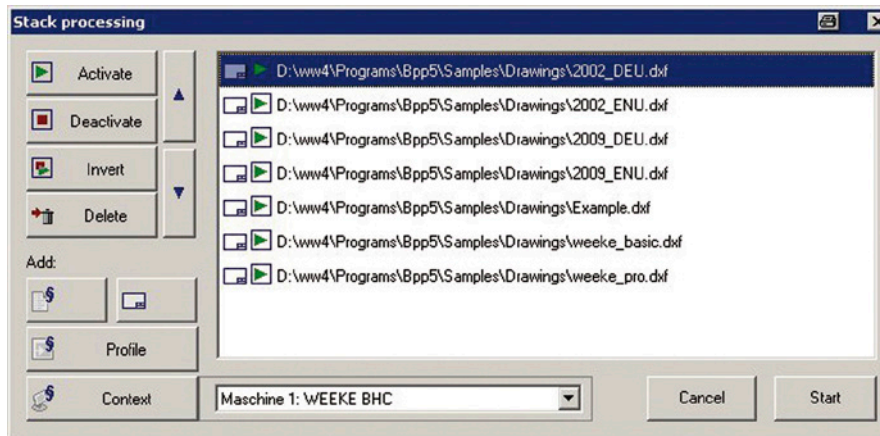 Stack processing
Activate
Deactivate
Invert
Delete
Add:
Profile
Context
D:\ww4\Programs\Bpp5\Samples\Drawings\2002_DEU.dxf
D:\ww4\Programs\Bpp5\Samples\Drawings\2002_ENU.dxf
D:\ww4\Programs\Bpp5\Samples\Drawings\2009_DEU.dxf
D:\ww4\Programs\Bpp5\Samples\Drawings\2009_ENU.dxf
D:\ww4\Programs\Bpp5\Samples\Drawings\Example.dxf
D:\ww4\Programs\Bpp5\Samples\Drawings\weeke_basic.dxf
D:\ww4\Programs\Bpp5\Samples\Drawings\weeke_pro.dxf
Maschine 1: WEEKE BHC
Cancel
Start